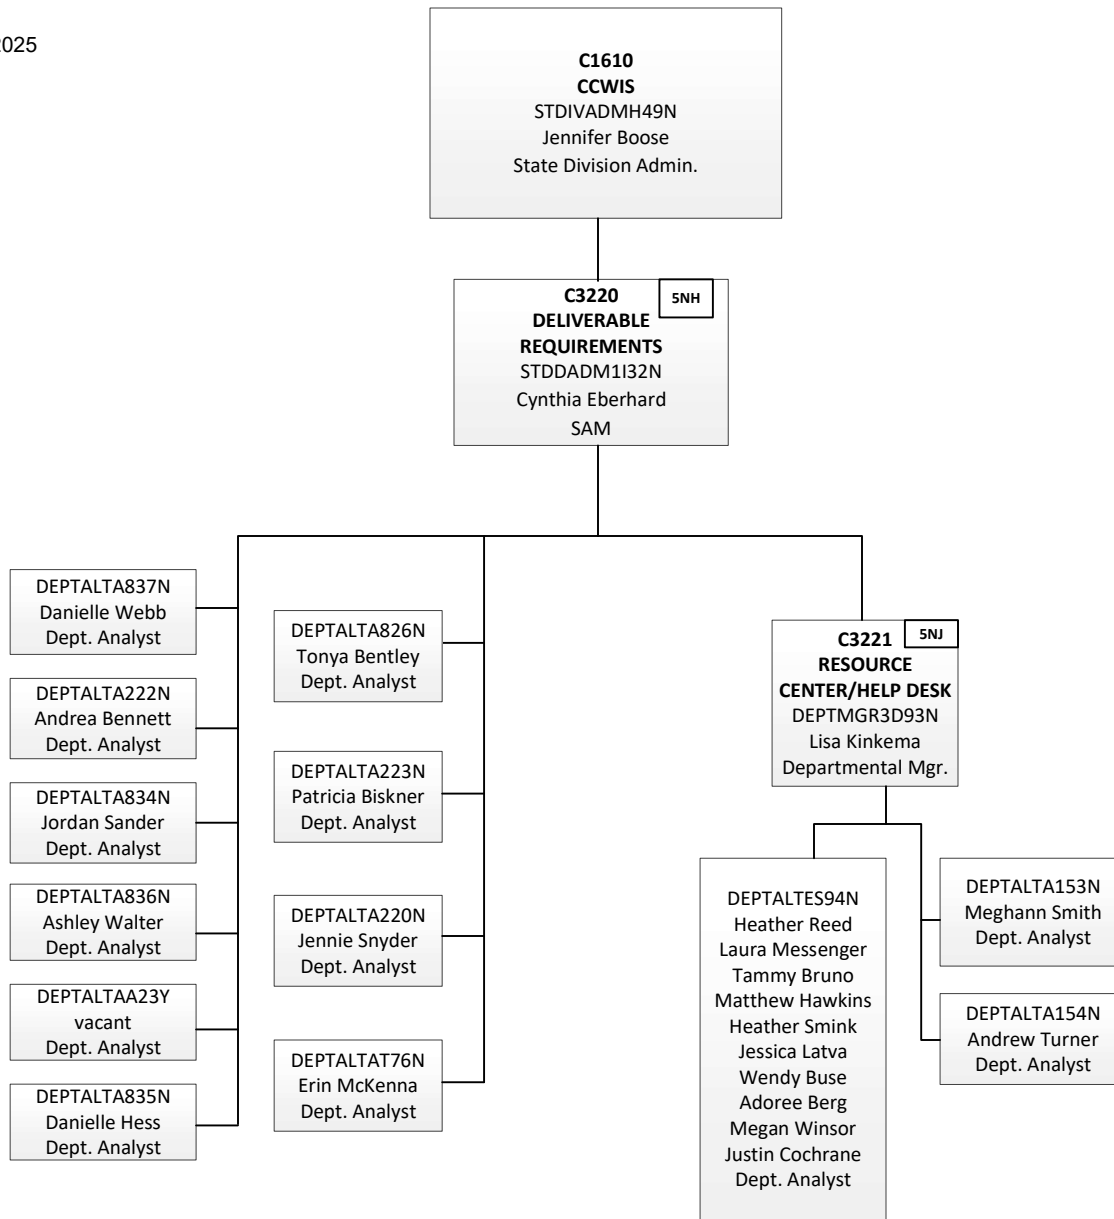 2025
C1610
CCWIS
STDIVADMH49N
Jennifer Boose
State Division Admin.
C3220
5NH
DELIVERABLE
REQUIREMENTS
STDDADM1I32N
Cynthia Eberhard
SAM
DEPTALTA837N
Danielle Webb
Dept. Analyst
DEPTALTA222N
Andrea Bennett
Dept. Analyst
DEPTALTA834N
Jordan Sander
Dept. Analyst
DEPTALTA836N
Ashley Walter
Dept. Analyst
DEPTALTAA23Y
vacant
Dept. Analyst
DEPTALTA835N
Danielle Hess
Dept. Analyst
DEPTALTA826N
Tonya Bentley
Dept. Analyst
DEPTALTA223N
Patricia Biskner
Dept. Analyst
DEPTALTA220N
Jennie Snyder
Dept. Analyst
DEPTALTAT76N
Erin McKenna
Dept. Analyst
C3221
5NJ
RESOURCE
CENTER/HELP DESK
DEPTMGR3D93N
Lisa Kinkema
Departmental Mgr.
DEPTALTES94N
Heather Reed
Laura Messenger
Tammy Bruno
Matthew Hawkins
Heather Smink
Jessica Latva
Wendy Buse
Adoree Berg
Megan Winsor
Justin Cochrane
Dept. Analyst
DEPTALTA153N
Meghann Smith
Dept. Analyst
DEPTALTA154N
Andrew Turner
Dept. Analyst